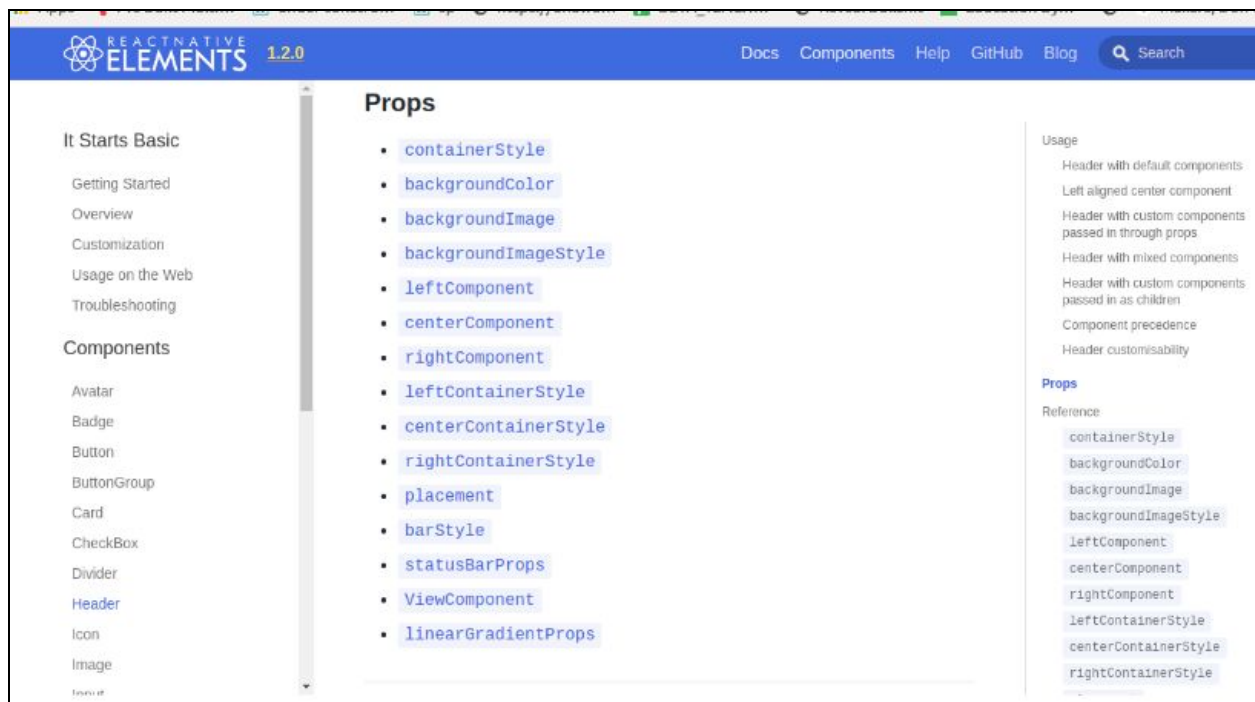 REACT NATIVE
ELEMENTS 1.2.0
Docs Components Help GitHub Blog Search
It Starts Basic
Getting Started
Overview
Customization
Usage on the Web
Troubleshooting
Components
Avatar
Badge
Button
ButtonGroup
Card
CheckBox
Divider
Header
Icon
Image
Input
Props
containerStyle
backgroundColor
backgroundImage
backgroundImageStyle
leftComponent
centerComponent
rightComponent
leftContainerStyle
centerContainerStyle
rightContainerStyle
placement
barStyle
statusBarProps
ViewComponent
linearGradientProps
Usage
Header with default components
Left aligned center component
Header with custom components
passed in through props
Header with mixed components
Header with custom components
passed in as children
Component precedence
Header customisability
Props
Reference
containerStyle
backgroundColor
backgroundImage
backgroundImageStyle
leftComponent
centerComponent
rightComponent
leftContainerStyle
centerContainerStyle
rightContainerStyle